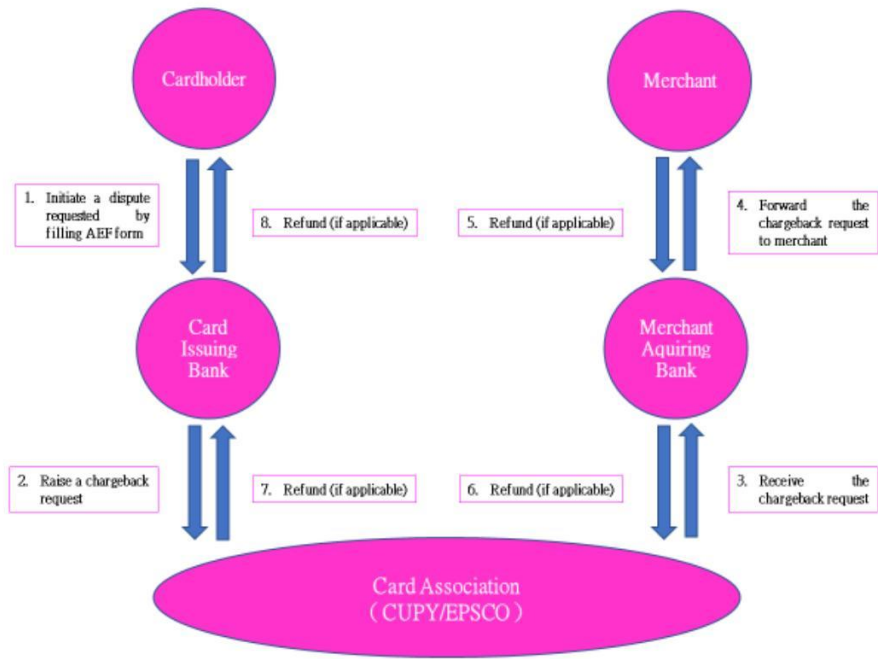 Cardholder
Merchant
1. Initiate a dispute
requested by
filling AEF form
8. Refund (if applicable)
5. Refund (if applicable)
4. Forward the
chargeback request
to merchant
Card
Issuing
Bank
Merchant
Aquiring
Bank
2. Raise a chargeback
request
7. Refund (if applicable)
6. Refund (if applicable)
3. Receive the
chargeback request
Card Association
( CUPY/EPSCO )